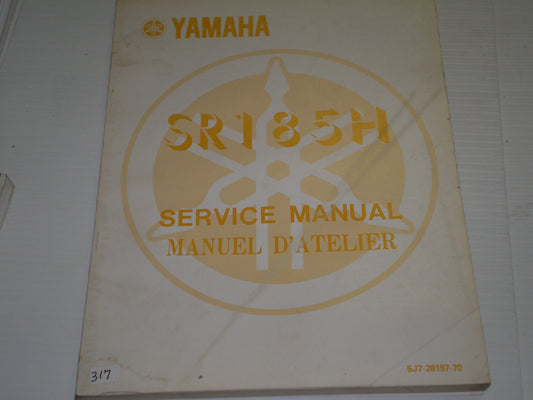 YAMAHA
SR185H
SERVICE MANUAL
MANUEL D'ATELIER
5J7-28197-70
317